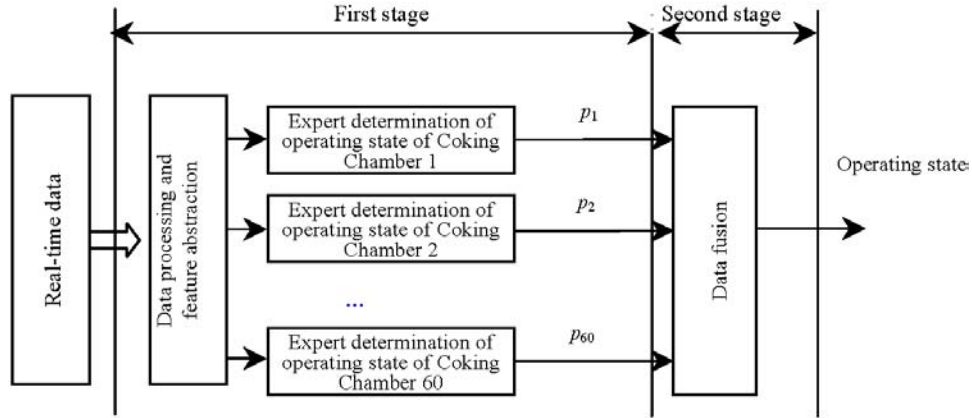 First stage
Second stage
Real-time data
Data processing and
feature abstraction
Expert determination of
operating state of Coking
Chamber 1
p1
Expert determination of
operating state of Coking
Chamber 2
p2
...
Expert determination of
operating state of Coking
Chamber 60
p60
Data fusion
Operating state=